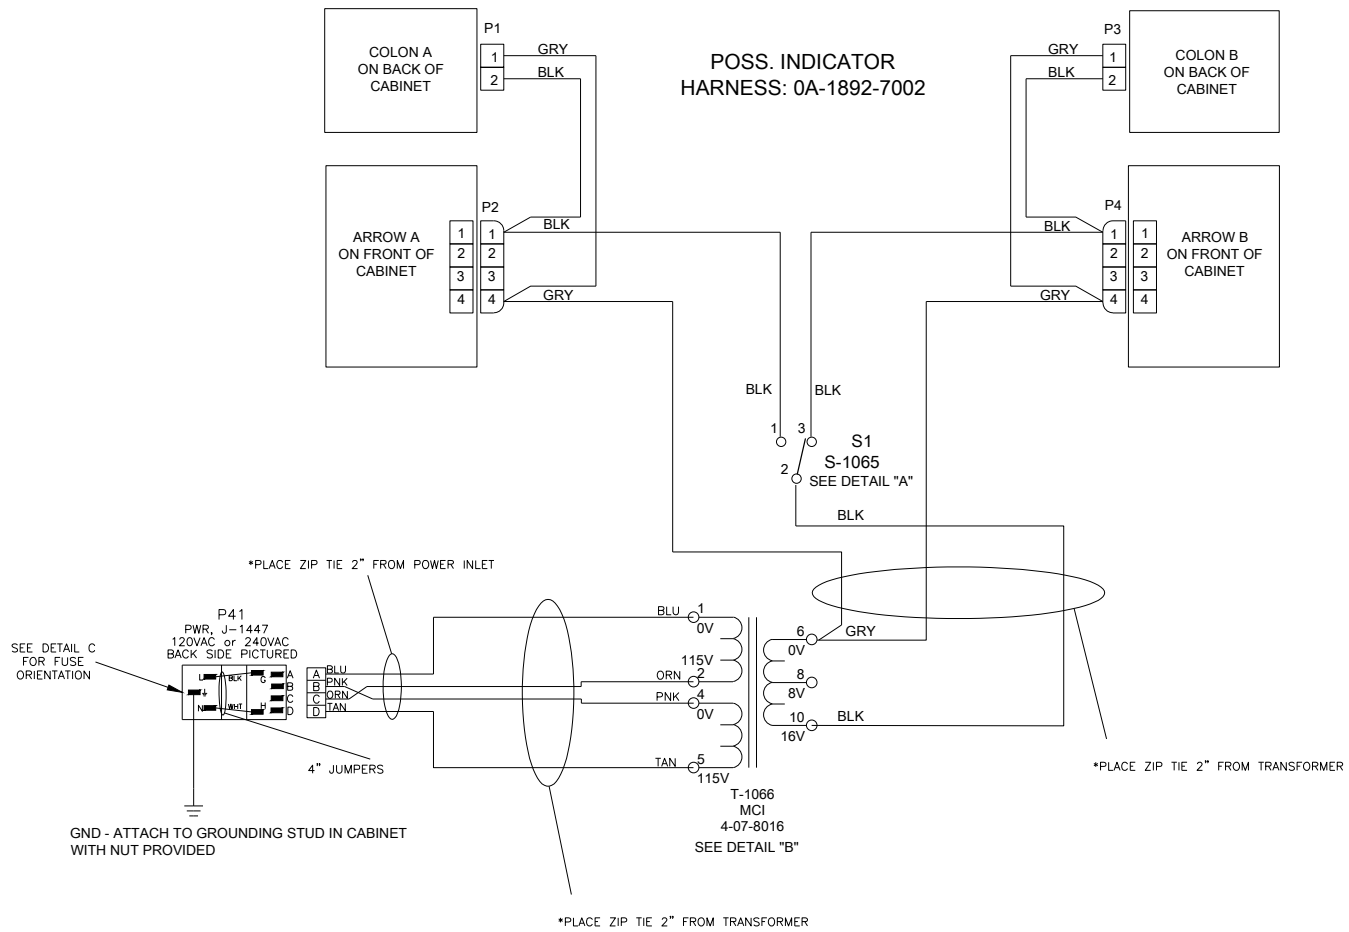 P1
COLON A
ON BACK OF
CABINET
1
2
GRY
BLK
POSS. INDICATOR
HARNESS: 0A-1892-7002
P3
GRY
BLK
1
2
COLON B
ON BACK OF
CABINET
P2
ARROW A
ON FRONT OF
CABINET
1
2
3
4
1
2
3
4
BLK
GRY
P4
BLK
GRY
1
2
3
4
1
2
3
4
ARROW B
ON FRONT OF
CABINET
BLK
BLK
1
3
2
S1
S-1065
SEE DETAIL "A"
BLK
*PLACE ZIP TIE 2" FROM POWER INLET
P41
PWR, J-1447
120VAC or 240VAC
BACK SIDE PICTURED
SEE DETAIL C
FOR FUSE
ORIENTATION
L
BLK
G
N
WHT
H
A
B
C
D
A
B
C
D
BLU
PNK
ORN
TAN
4" JUMPERS
GND - ATTACH TO GROUNDING STUD IN CABINET
WITH NUT PROVIDED
BLU
1
0V
115V
ORN
2
PNK
4
0V
TAN
5
115V
6
0V
GRY
8
8V
10
16V
BLK
T-1066
MCI
4-07-8016
SEE DETAIL "B"
*PLACE ZIP TIE 2" FROM TRANSFORMER
*PLACE ZIP TIE 2" FROM TRANSFORMER